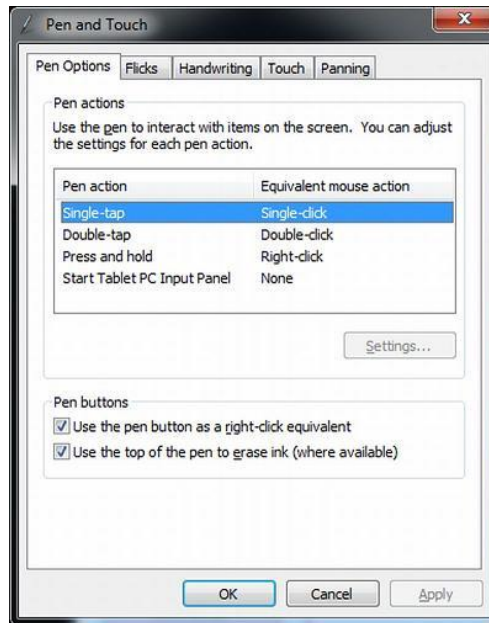 Pen and Touch
Pen Options Flicks Handwriting Touch Panning
Pen actions
Use the pen to interact with items on the screen. You can adjust
the settings for each pen action.
Pen action Equivalent mouse action
Single-tap Single-click
Double-tap Double-click
Press and hold Right-click
Start Tablet PC Input Panel None
Settings...
Pen buttons
Use the pen button as a right-click equivalent
Use the top of the pen to erase ink (where available)
OK Cancel Apply